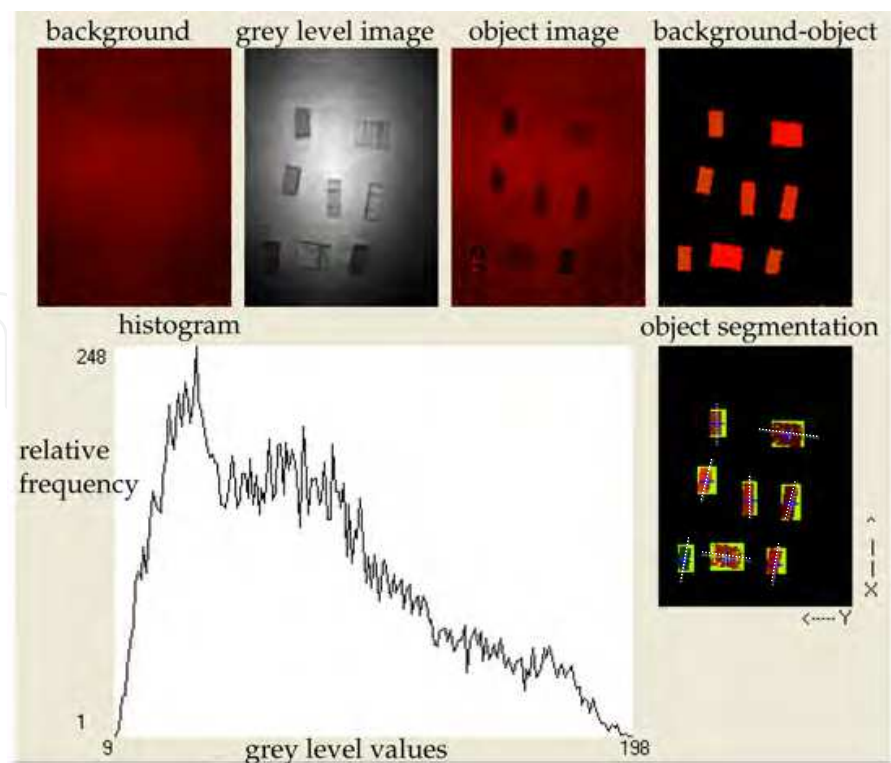 background
grey level image
object image
background-object
histogram
object segmentation
248
relative
frequency
1
9
grey level values
198
^
|
|
X
<-----Y